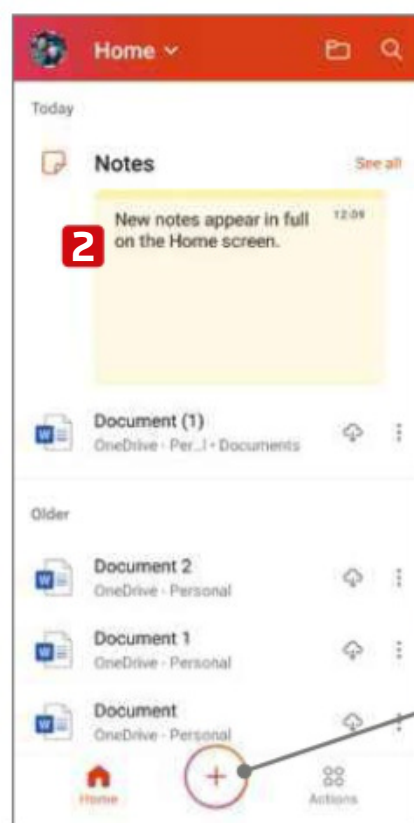 Home
Today
Notes See all
New notes appear in full 12:09
on the Home screen.
2
Document (1)
OneDrive - Per...l • Documents
Older
Document 2
OneDrive - Personal
Document 1
OneDrive - Personal
Document
OneDrive - Personal
Home Actions